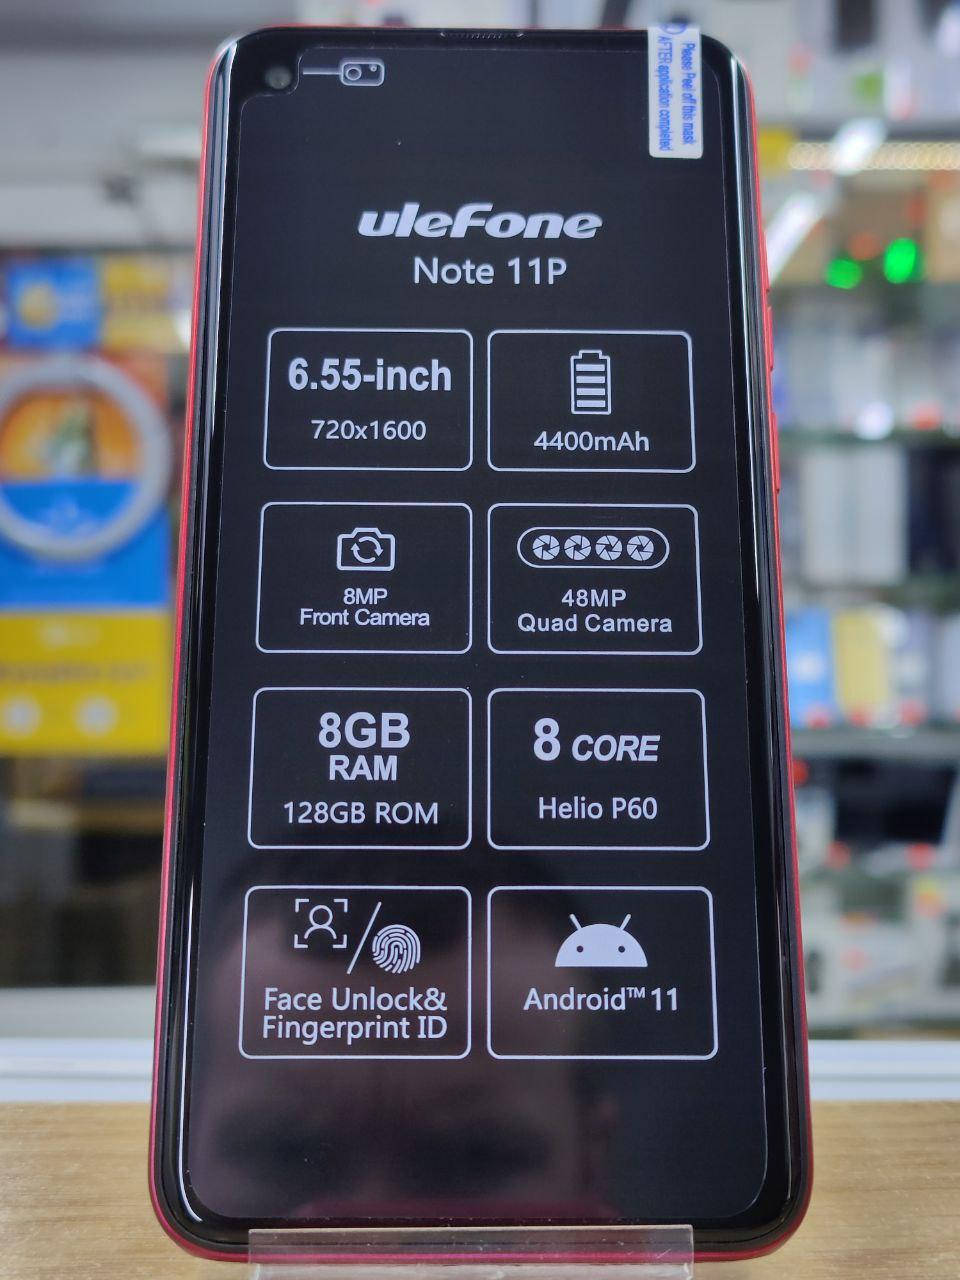 Please Peel off this mask
AFTER application completed
ulefone
Note 11P
6.55-inch
720x1600
4400mAh
8MP
Front Camera
48MP
Quad Camera
8GB
RAM
128GB ROM
8 CORE
Helio P60
Face Unlock&
Fingerprint ID
Android™ 11